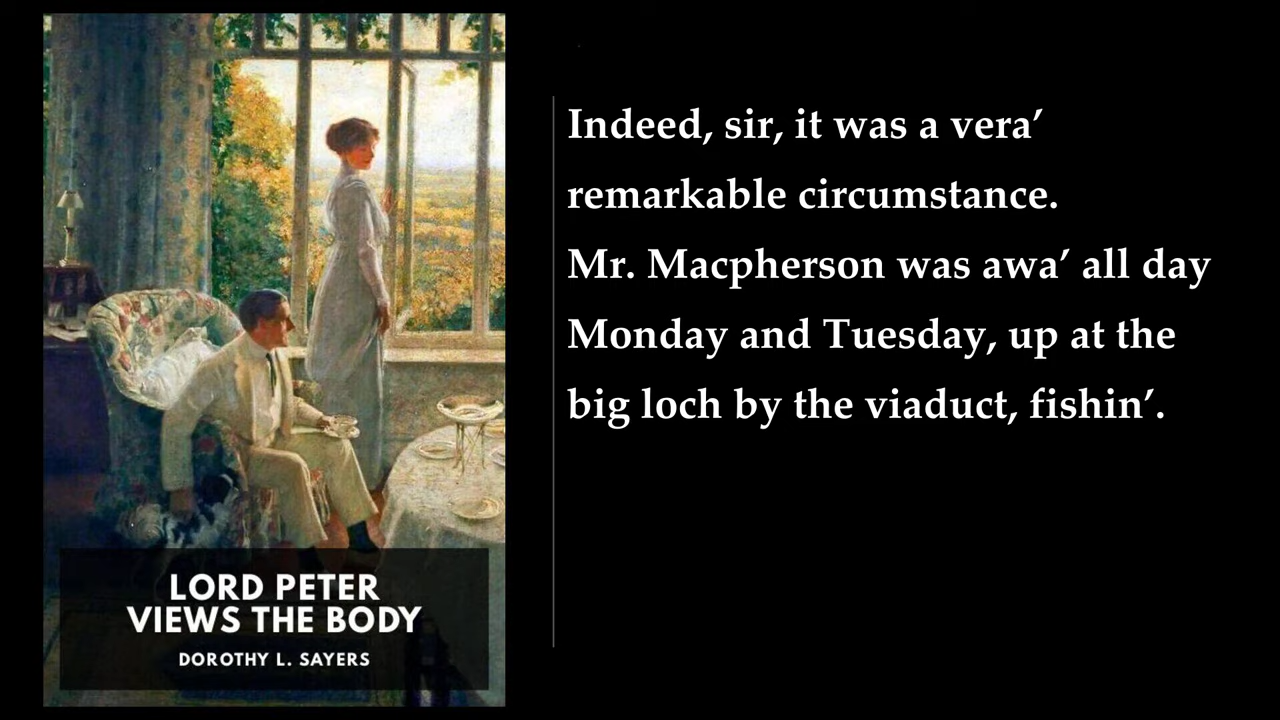 LORD PETER
VIEWS THE BODY
DOROTHY L. SAYERS
Indeed, sir, it was a vera’
remarkable circumstance.
Mr. Macpherson was awa’ all day
Monday and Tuesday, up at the
big loch by the viaduct, fishin’.